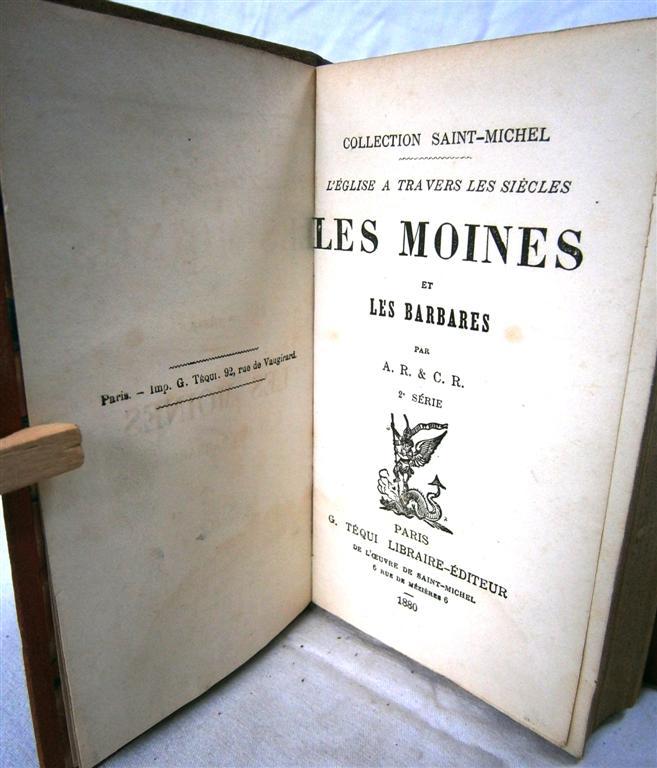 Paris. — Imp. G. TÉQUI. 92, rue de Vaugirard.
COLLECTION SAINT-MICHEL
L'ÉGLISE A TRAVERS LES SIÈCLES
LES MOINES
ET
LES BARBARES
PAR
A. R. & C. R.
2e SÉRIE
PARIS
G. TÉQUI LIBRAIRE-ÉDITEUR
DE L'ŒUVRE DE SAINT-MICHEL
6 RUE DE MÉZIÈRES 6
1880